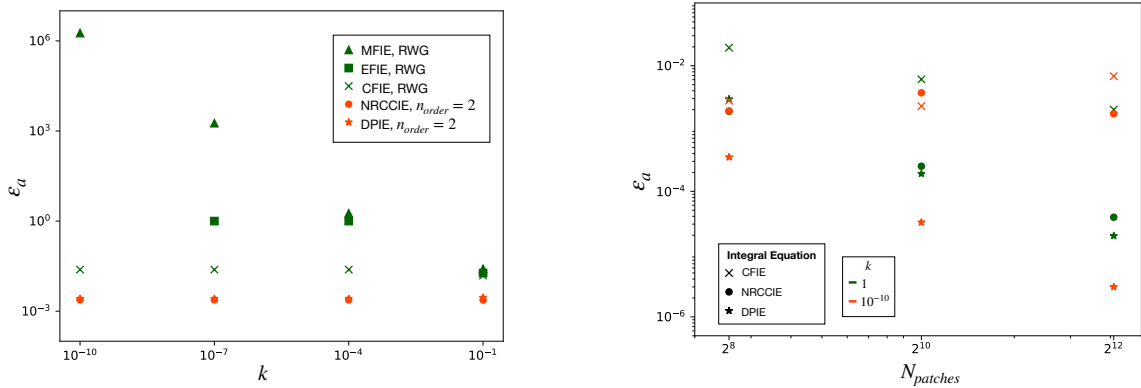 10^6
10^3
10^0
10^-3
ε_a
10^-10
10^-7
10^-4
10^-1
k
MFIE, RWG
EFIE, RWG
CFIE, RWG
NRCCIE, n_order = 2
DPIE, n_order = 2
10^-2
10^-4
10^-6
ε_a
2^8
2^10
2^12
N_patches
Integral Equation
CFIE
NRCCIE
DPIE
k
1
10^-10